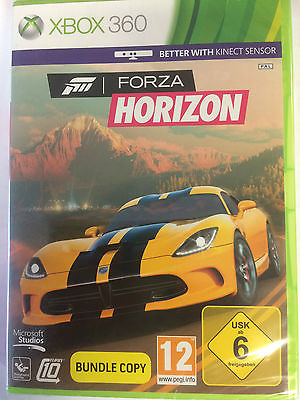 XBOX 360
BETTER WITH KINECT SENSOR
PAL
FORZA
HORIZON
Microsoft
Studios
BUNDLE COPY
12
www.pegi.info
USK
ab
6
freigegeben